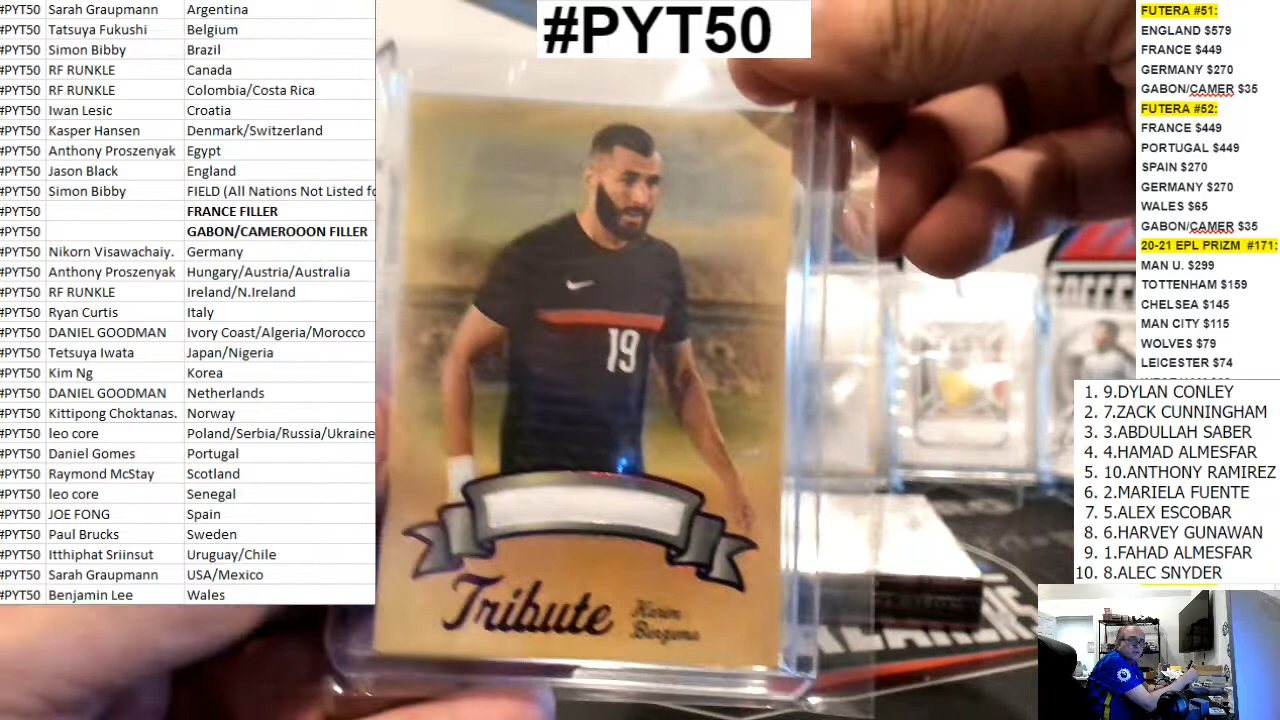 #PYT50 Sarah Graupmann Argentina
#PYT50 Tatsuya Fukushi Belgium
#PYT50 Simon Bibby Brazil
#PYT50 RF RUNKLE Canada
#PYT50 RF RUNKLE Colombia/Costa Rica
#PYT50 Iwan Lesic Croatia
#PYT50 Kasper Hansen Denmark/Switzerland
#PYT50 Anthony Proszenyak Egypt
#PYT50 Jason Black England
#PYT50 Simon Bibby FIELD (All Nations Not Listed fo
#PYT50 FRANCE FILLER
#PYT50 GABON/CAMEROOON FILLER
#PYT50 Nikorn Visawachaiy. Germany
#PYT50 Anthony Proszenyak Hungary/Austria/Australia
#PYT50 RF RUNKLE Ireland/N.Ireland
#PYT50 Ryan Curtis Italy
#PYT50 DANIEL GOODMAN Ivory Coast/Algeria/Morocco
#PYT50 Tetsuya Iwata Japan/Nigeria
#PYT50 Kim Ng Korea
#PYT50 DANIEL GOODMAN Netherlands
#PYT50 Kittipong Choktanas. Norway
#PYT50 leo core Poland/Serbia/Russia/Ukraine
#PYT50 Daniel Gomes Portugal
#PYT50 Raymond McStay Scotland
#PYT50 leo core Senegal
#PYT50 JOE FONG Spain
#PYT50 Paul Brucks Sweden
#PYT50 Itthiphat Sriinsut Uruguay/Chile
#PYT50 Sarah Graupmann USA/Mexico
#PYT50 Benjamin Lee Wales
#PYT50
19
Tribute
Karim
Benzema
FUTERA #51:
ENGLAND $579
FRANCE $449
GERMANY $270
GABON/CAMER $35
FUTERA #52:
FRANCE $449
PORTUGAL $449
SPAIN $270
GERMANY $270
WALES $65
GABON/CAMER $35
20-21 EPL PRIZM #171:
MAN U. $299
TOTTENHAM $159
CHELSEA $145
MAN CITY $115
WOLVES $79
LEICESTER $74
1. 9.DYLAN CONLEY
2. 7.ZACK CUNNINGHAM
3. 3.ABDULLAH SABER
4. 4.HAMAD ALMESFAR
5. 10.ANTHONY RAMIREZ
6. 2.MARIELA FUENTE
7. 5.ALEX ESCOBAR
8. 6.HARVEY GUNAWAN
9. 1.FAHAD ALMESFAR
10. 8.ALEC SNYDER